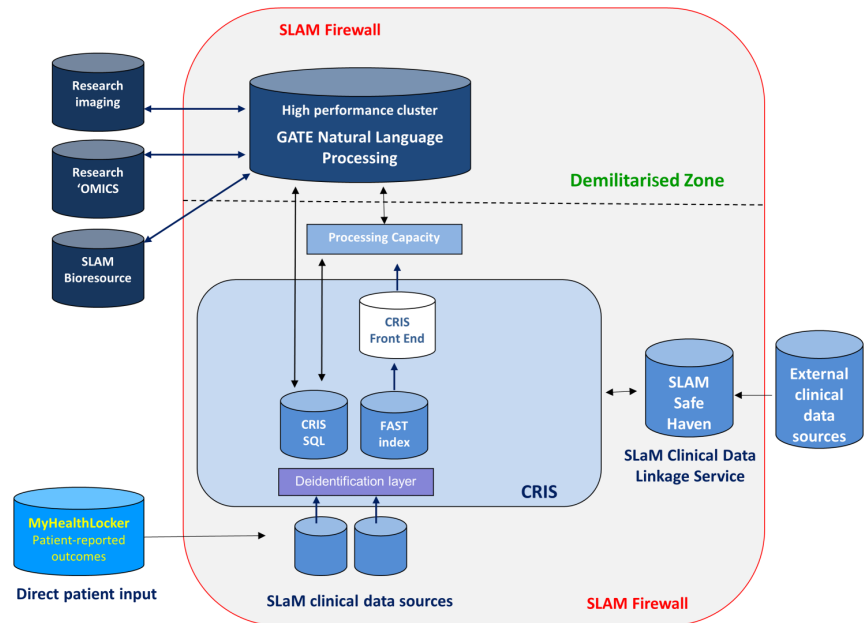 SLAM Firewall
Research
imaging
High performance cluster
GATE Natural Language
Processing
Research
‘OMICS
Demilitarised Zone
SLAM
Bioresource
Processing Capacity
CRIS
Front End
CRIS
SQL
FAST
index
SLAM
Safe
Haven
External
clinical
data
sources
SLaM Clinical Data
Linkage Service
Deidentification layer
CRIS
MyHealthLocker
Patient-reported
outcomes
Direct patient input
SLaM clinical data sources
SLAM Firewall